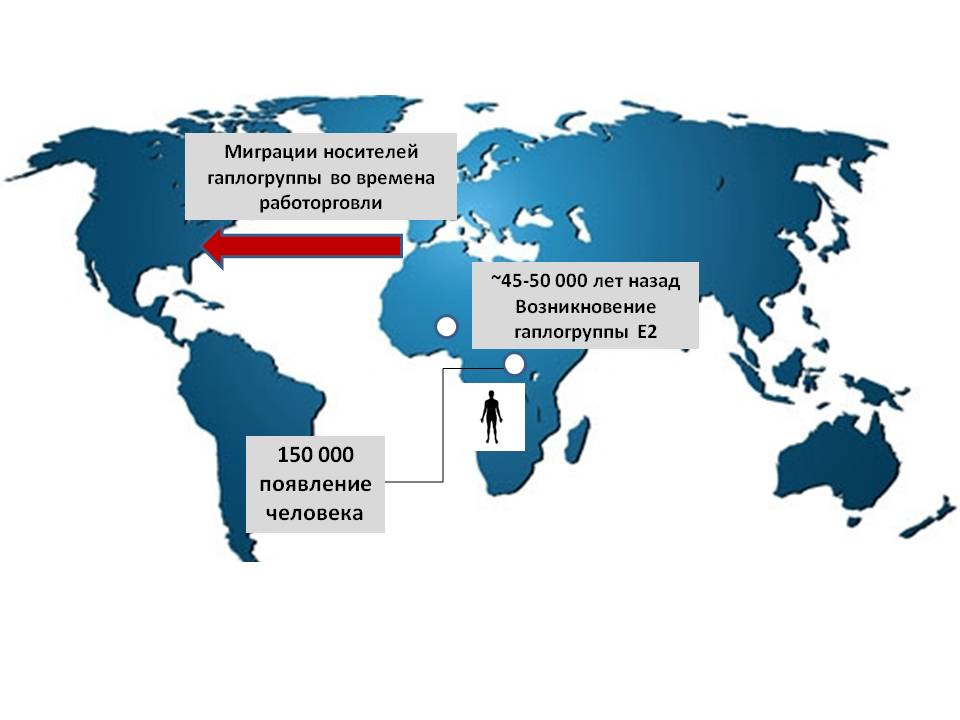 Миграции носителей
гаплогруппы во времена
работорговли
~45-50 000 лет назад
Возникновение
гаплогруппы E2
150 000
появление
человека